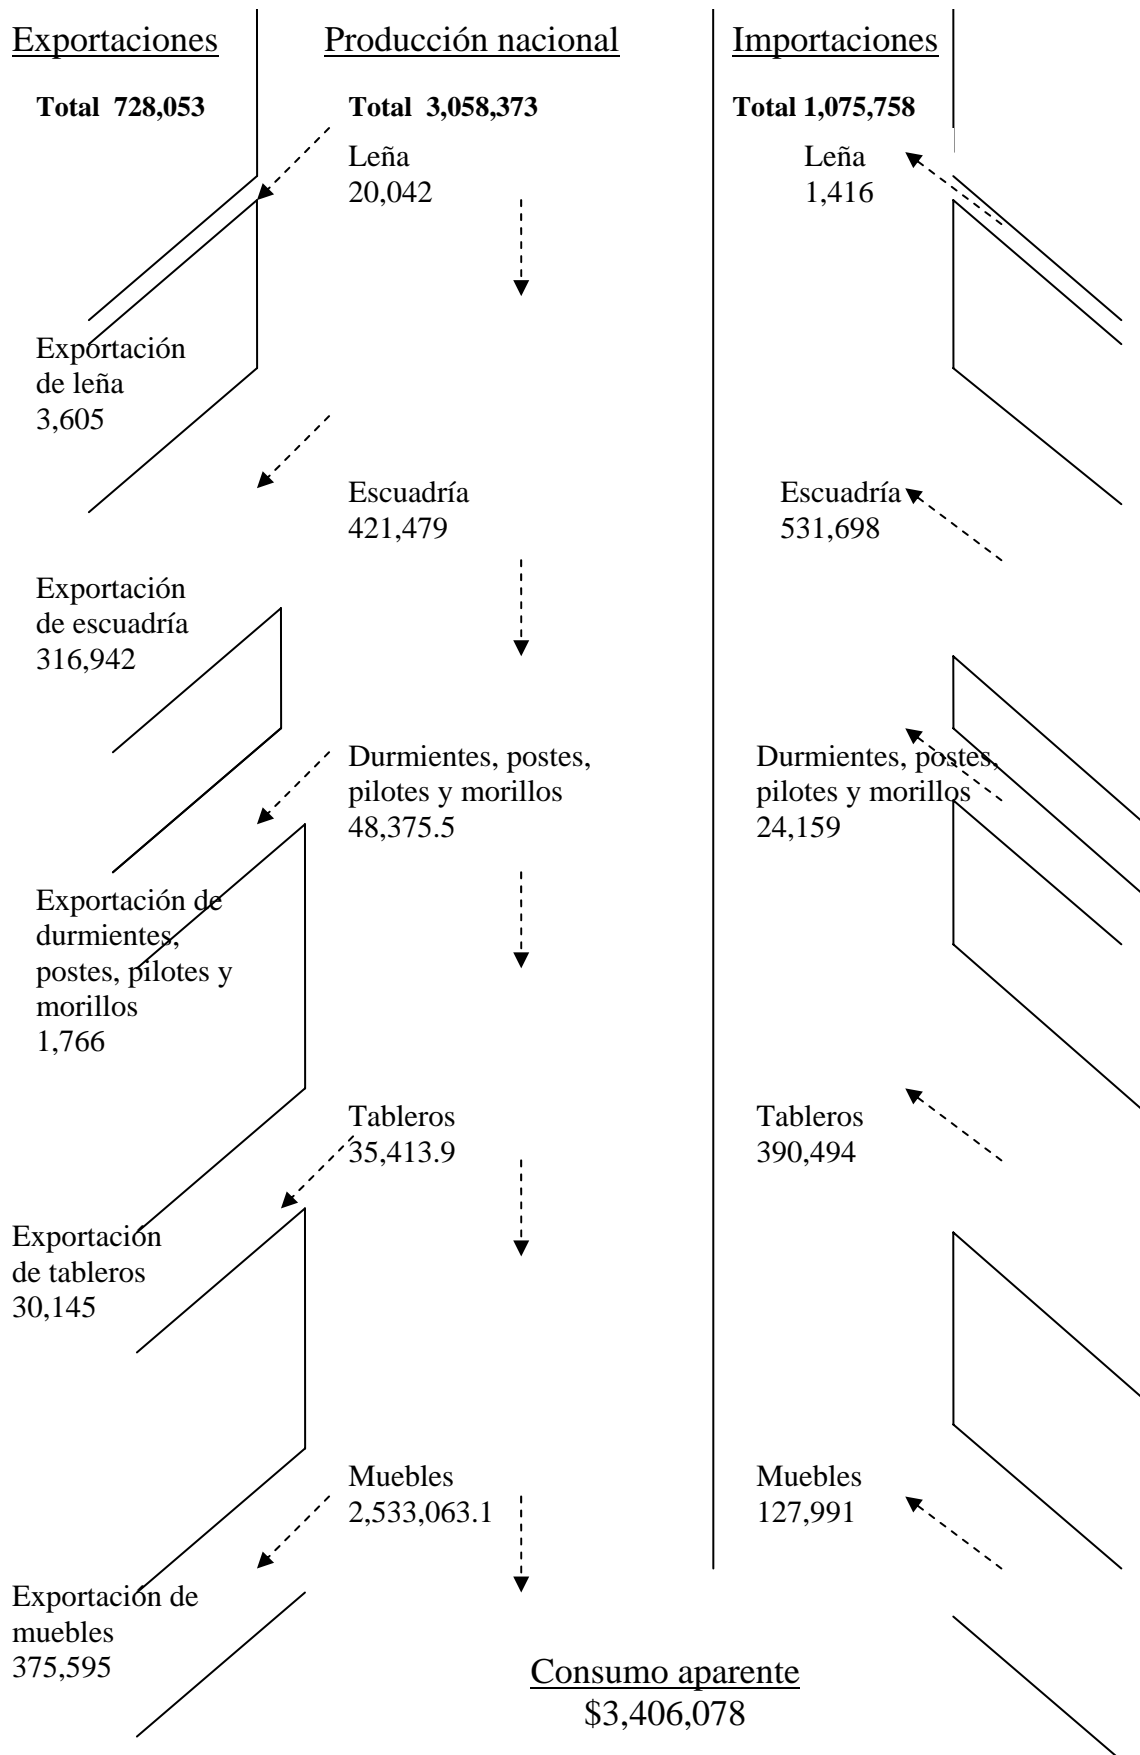 Exportaciones
Producción nacional
Importaciones
Total 728,053
Total 3,058,373
Total 1,075,758
Leña
20,042
Leña
1,416
Exportación
de leña
3,605
Escuadría
421,479
Escuadría
531,698
Exportación
de escuadría
316,942
Durmientes, postes,
pilotes y morillos
48,375.5
Durmientes, postes,
pilotes y morillos
24,159
Exportación de
durmientes,
postes, pilotes y
morillos
1,766
Tableros
35,413.9
Tableros
390,494
Exportación
de tableros
30,145
Muebles
2,533,063.1
Muebles
127,991
Exportación de
muebles
375,595
Consumo aparente
$3,406,078